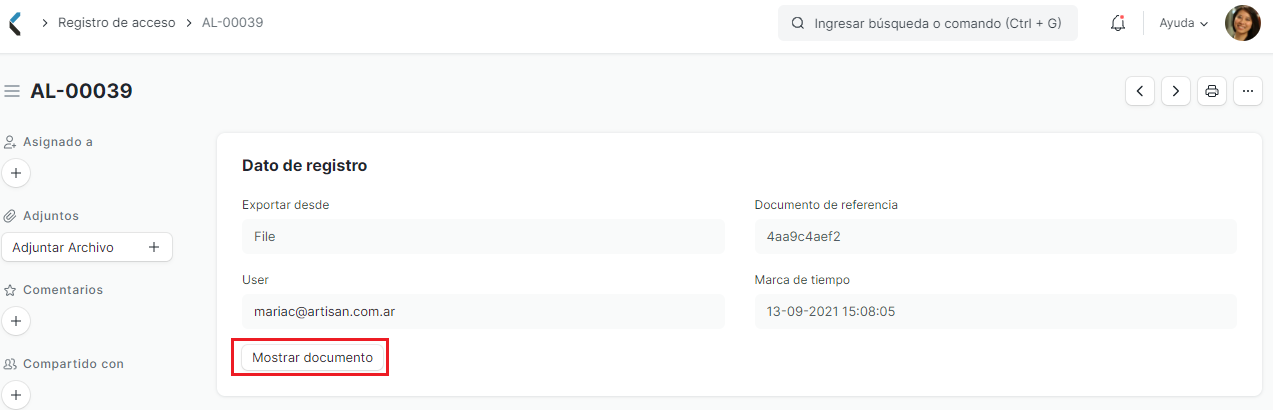 Registro de acceso AL-00039
Ingresar búsqueda o comando (Ctrl + G)
Ayuda
AL-00039
Asignado a
Adjuntos
Adjuntar Archivo
Comentarios
Compartido con
Dato de registro
Exportar desde
File
Documento de referencia
4aa9c4aef2
User
mariac@artisan.com.ar
Marca de tiempo
13-09-2021 15:08:05
Mostrar documento